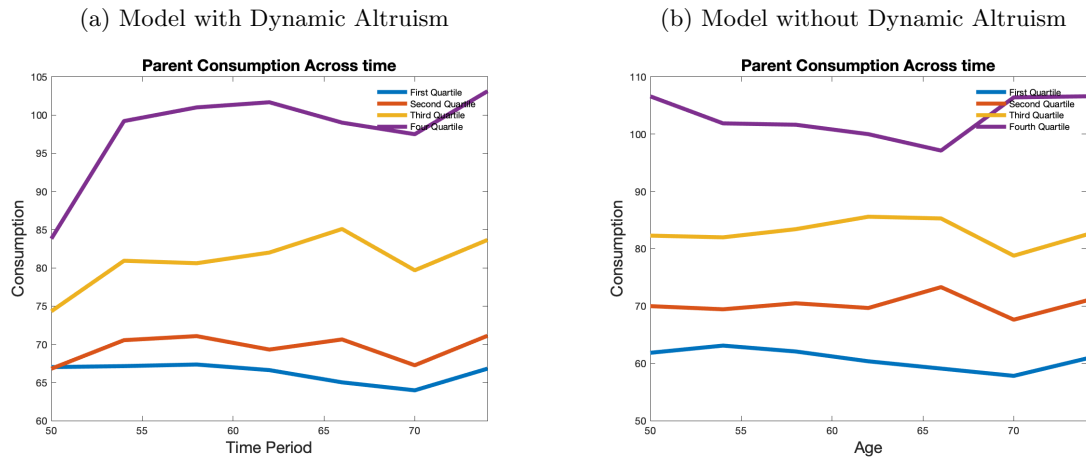 (a) Model with Dynamic Altruism
Parent Consumption Across time
105
100
95
90
85
80
75
70
65
60
Consumption
50
55
60
65
70
Time Period
First Quartile
Second Quartile
Third Quartile
Four Quartile
(b) Model without Dynamic Altruism
Parent Consumption Across time
110
100
90
80
70
60
50
Consumption
50
55
60
65
70
Age
First Quartile
Second Quartile
Third Quartile
Fourth Quartile